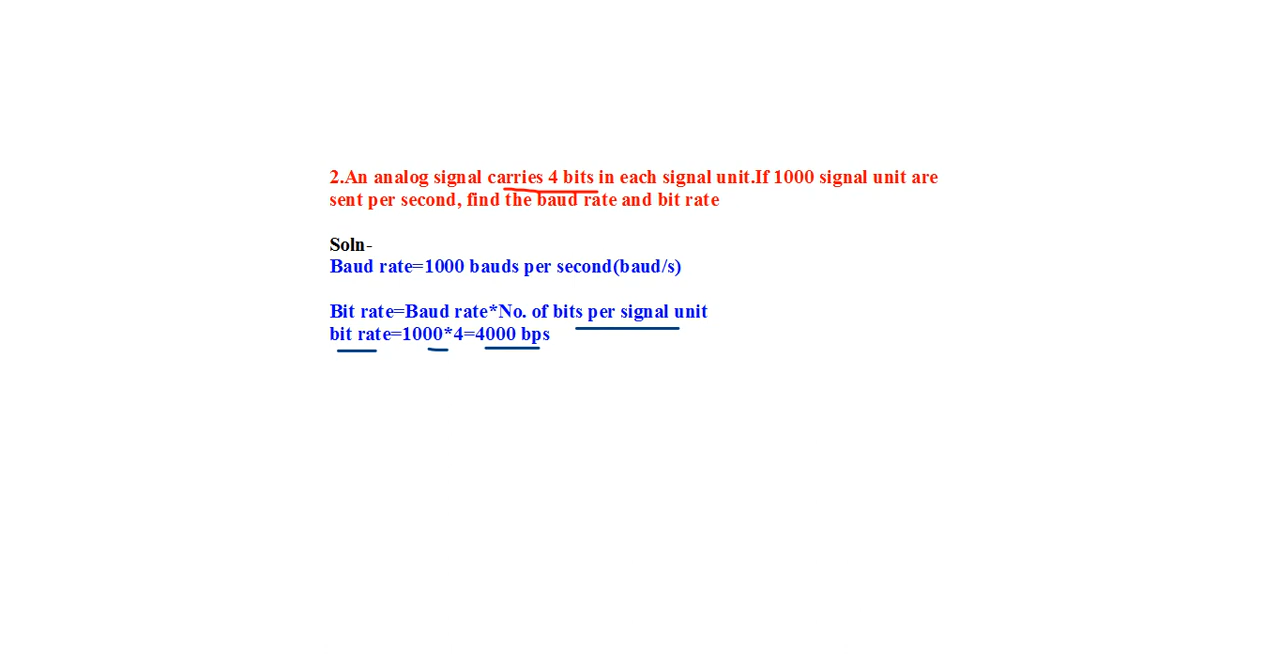 2.An analog signal carries 4 bits in each signal unit.If 1000 signal unit are
sent per second, find the baud rate and bit rate
Soln-
Baud rate=1000 bauds per second(baud/s)
Bit rate=Baud rate*No. of bits per signal unit
bit rate=1000*4=4000 bps